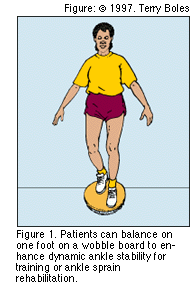 Figure: © 1997. Terry Boles
Figure 1. Patients can balance on
one foot on a wobble board to en-
hance dynamic ankle stability for
training or ankle sprain
rehabilitation.